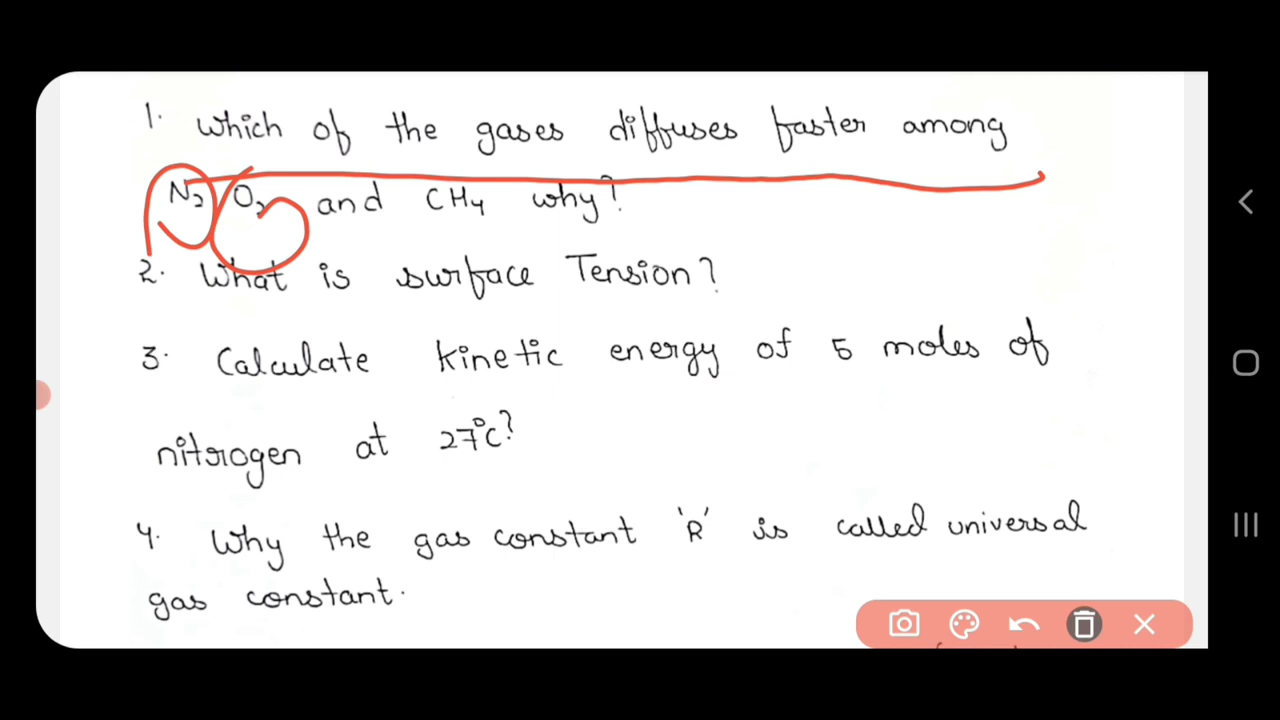 1. Which of the gases diffuses faster among
N2 O2 and CH4 why?
2. What is surface Tension?
3. Calculate kinetic energy of 5 moles of
nitrogen at 27°C?
4. Why the gas constant 'R' is called universal
gas constant.